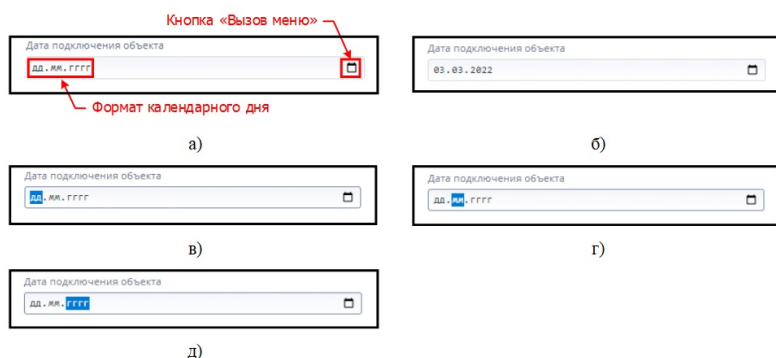 Кнопка «Вызов меню»
Дата подключения объекта
дд.мм.гггг
Формат календарного дня
а)
Дата подключения объекта
03.03.2022
б)
Дата подключения объекта
дд.мм.гггг
в)
Дата подключения объекта
дд.мм.гггг
г)
Дата подключения объекта
дд.мм.гггг
д)